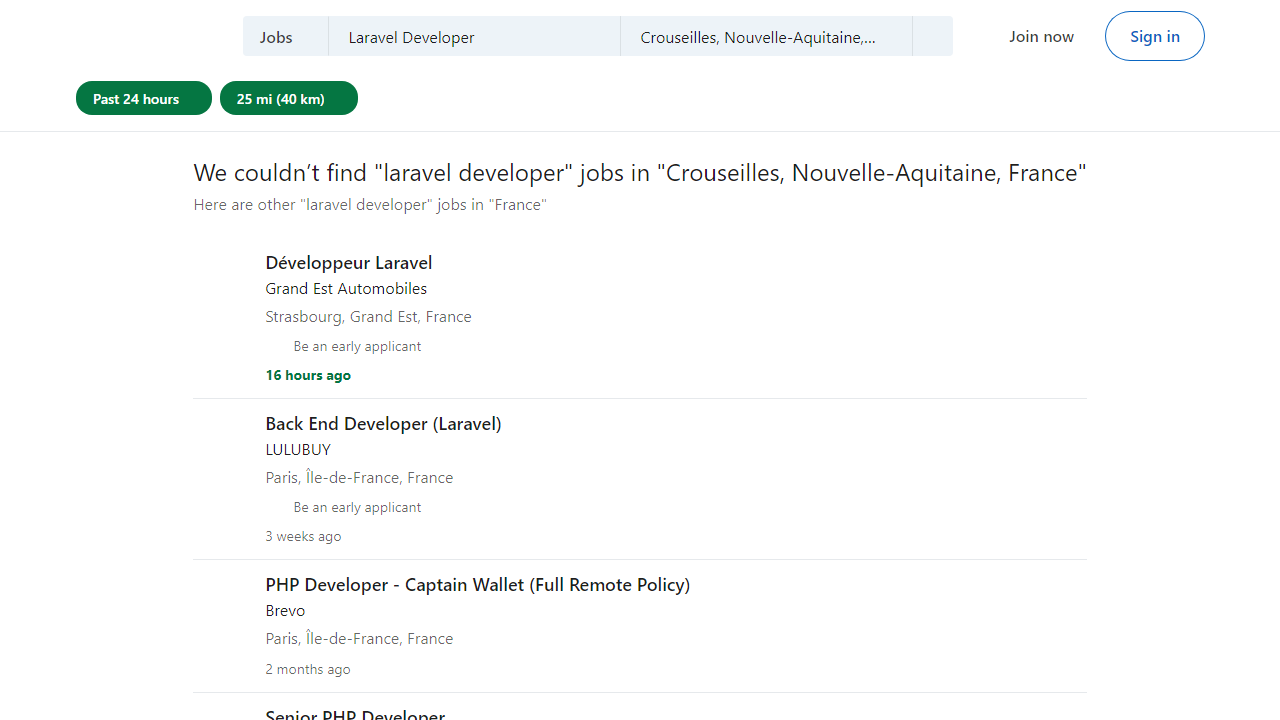 Jobs
Laravel Developer
Crouseilles, Nouvelle-Aquitaine,...
Join now
Sign in
Past 24 hours
25 mi (40 km)
We couldn’t find "laravel developer" jobs in "Crouseilles, Nouvelle-Aquitaine, France"
Here are other "laravel developer" jobs in "France"
Développeur Laravel
Grand Est Automobiles
Strasbourg, Grand Est, France
Be an early applicant
16 hours ago
Back End Developer (Laravel)
LULUBUY
Paris, Île-de-France, France
Be an early applicant
3 weeks ago
PHP Developer - Captain Wallet (Full Remote Policy)
Brevo
Paris, Île-de-France, France
2 months ago
Senior PHP Developer